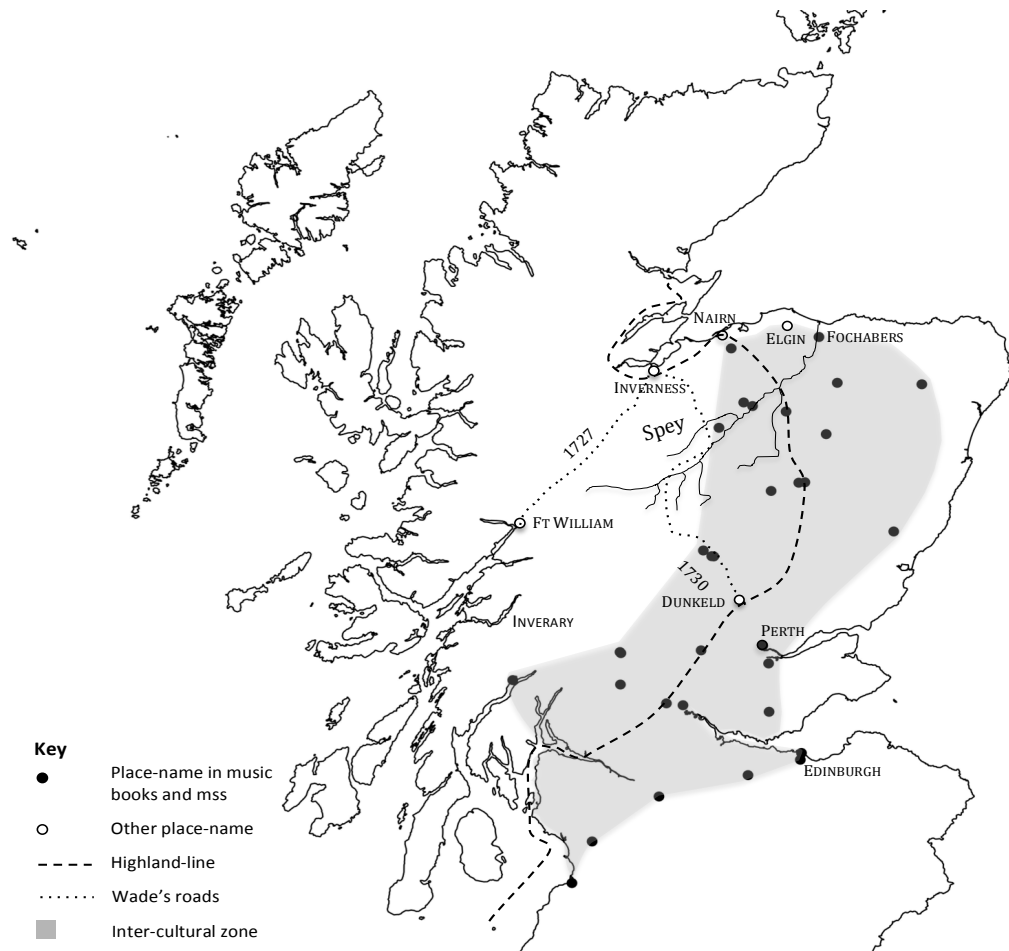 NAIRN
ELGIN
FOCHABERS
INVERNESS
Spey
1727
FT WILLIAM
1730
DUNKELD
INVERARY
PERTH
EDINBURGH
Key
Place-name in music
books and mss
Other place-name
Highland-line
Wade's roads
Inter-cultural zone